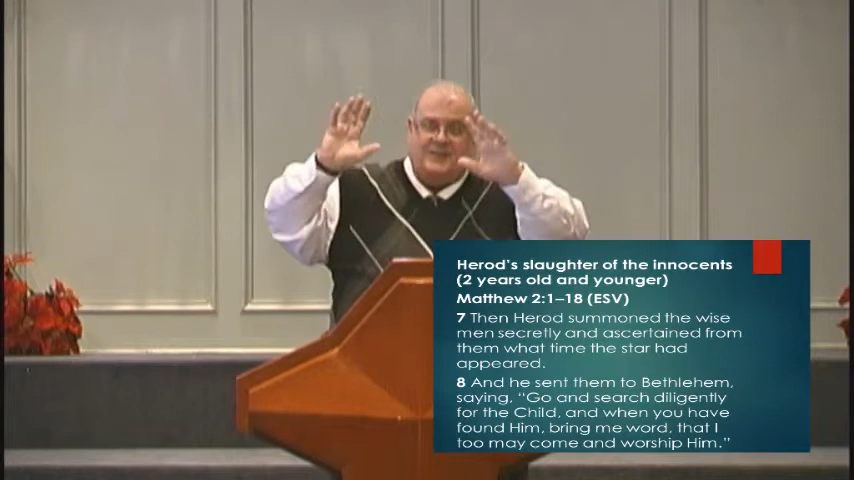 Herod's slaughter of the innocents
(2 years old and younger)
Matthew 2:1–18 (ESV)
7 Then Herod summoned the wise
men secretly and ascertained from
them what time the star had
appeared.
8 And he sent them to Bethlehem,
saying, "Go and search diligently
for the Child, and when you have
found Him, bring me word, that I
too may come and worship Him."